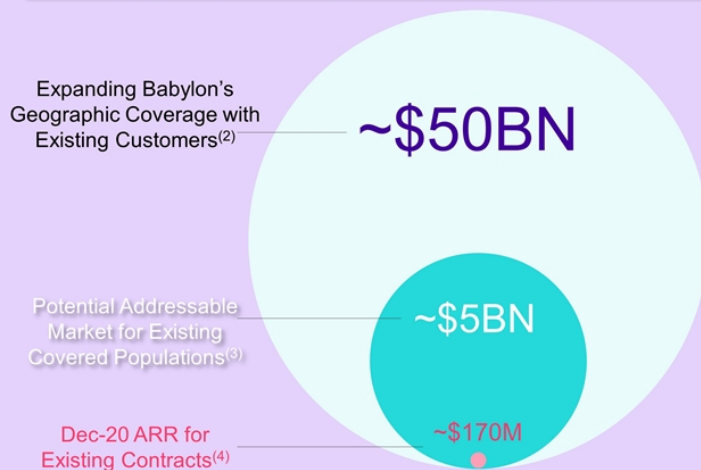 Expanding Babylon’s
Geographic Coverage with
Existing Customers(2)
~$50BN
Potential Addressable
Market for Existing
Covered Populations(3)
~$5BN
Dec-20 ARR for
Existing Contracts(4)
~$170M